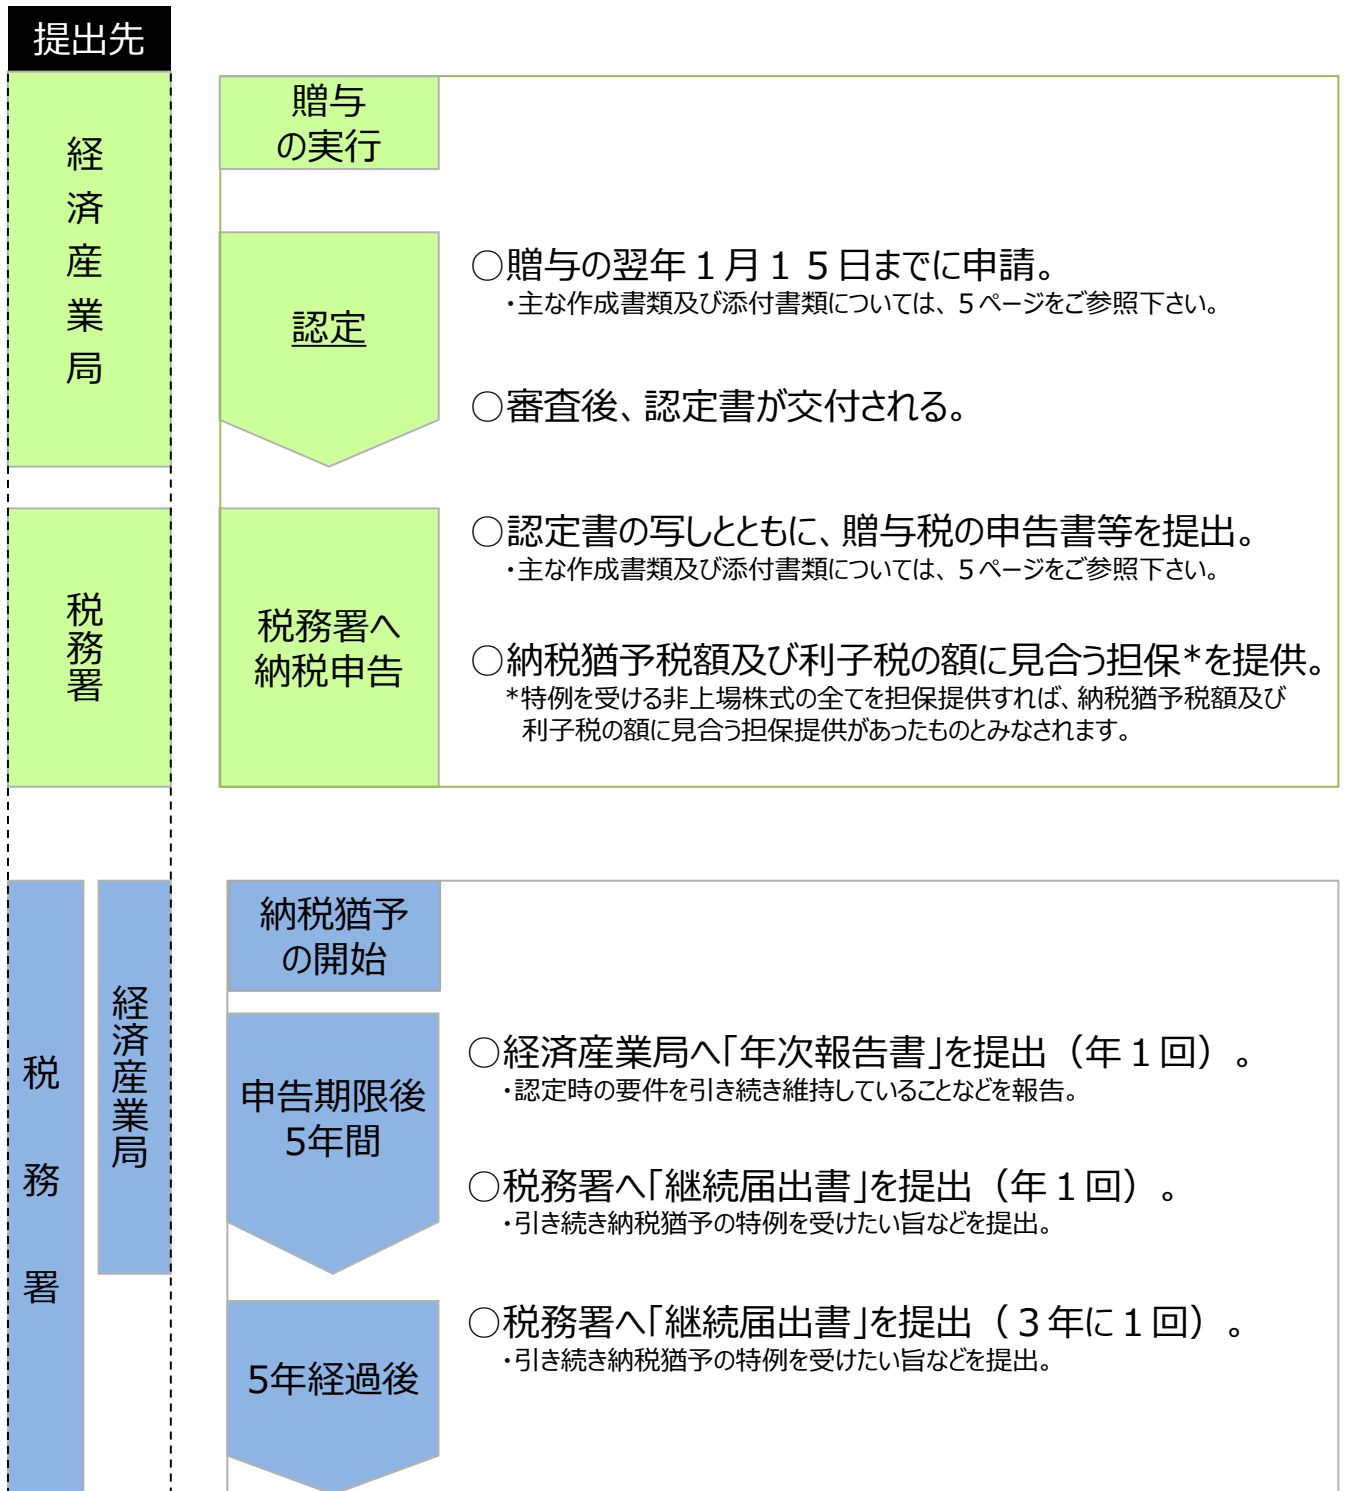 提出先
経済産業局
贈与
の実行
認定
○贈与の翌年１月１５日までに申請。
・主な作成書類及び添付書類については、５ページをご参照下さい。
○審査後、認定書が交付される。
税務署
税務署へ
納税申告
○認定書の写しとともに、贈与税の申告書等を提出。
・主な作成書類及び添付書類については、５ページをご参照下さい。
○納税猶予税額及び利子税の額に見合う担保*を提供。
*特例を受ける非上場株式の全てを担保提供すれば、納税猶予税額及び
利子税の額に見合う担保提供があったものとみなされます。
税務署
経済産業局
納税猶予
の開始
申告期限後
5年間
○経済産業局へ「年次報告書」を提出（年１回）。
・認定時の要件を引き続き維持していることなどを報告。
○税務署へ「継続届出書」を提出（年１回）。
・引き続き納税猶予の特例を受けたい旨などを提出。
5年経過後
○税務署へ「継続届出書」を提出（３年に１回）。
・引き続き納税猶予の特例を受けたい旨などを提出。